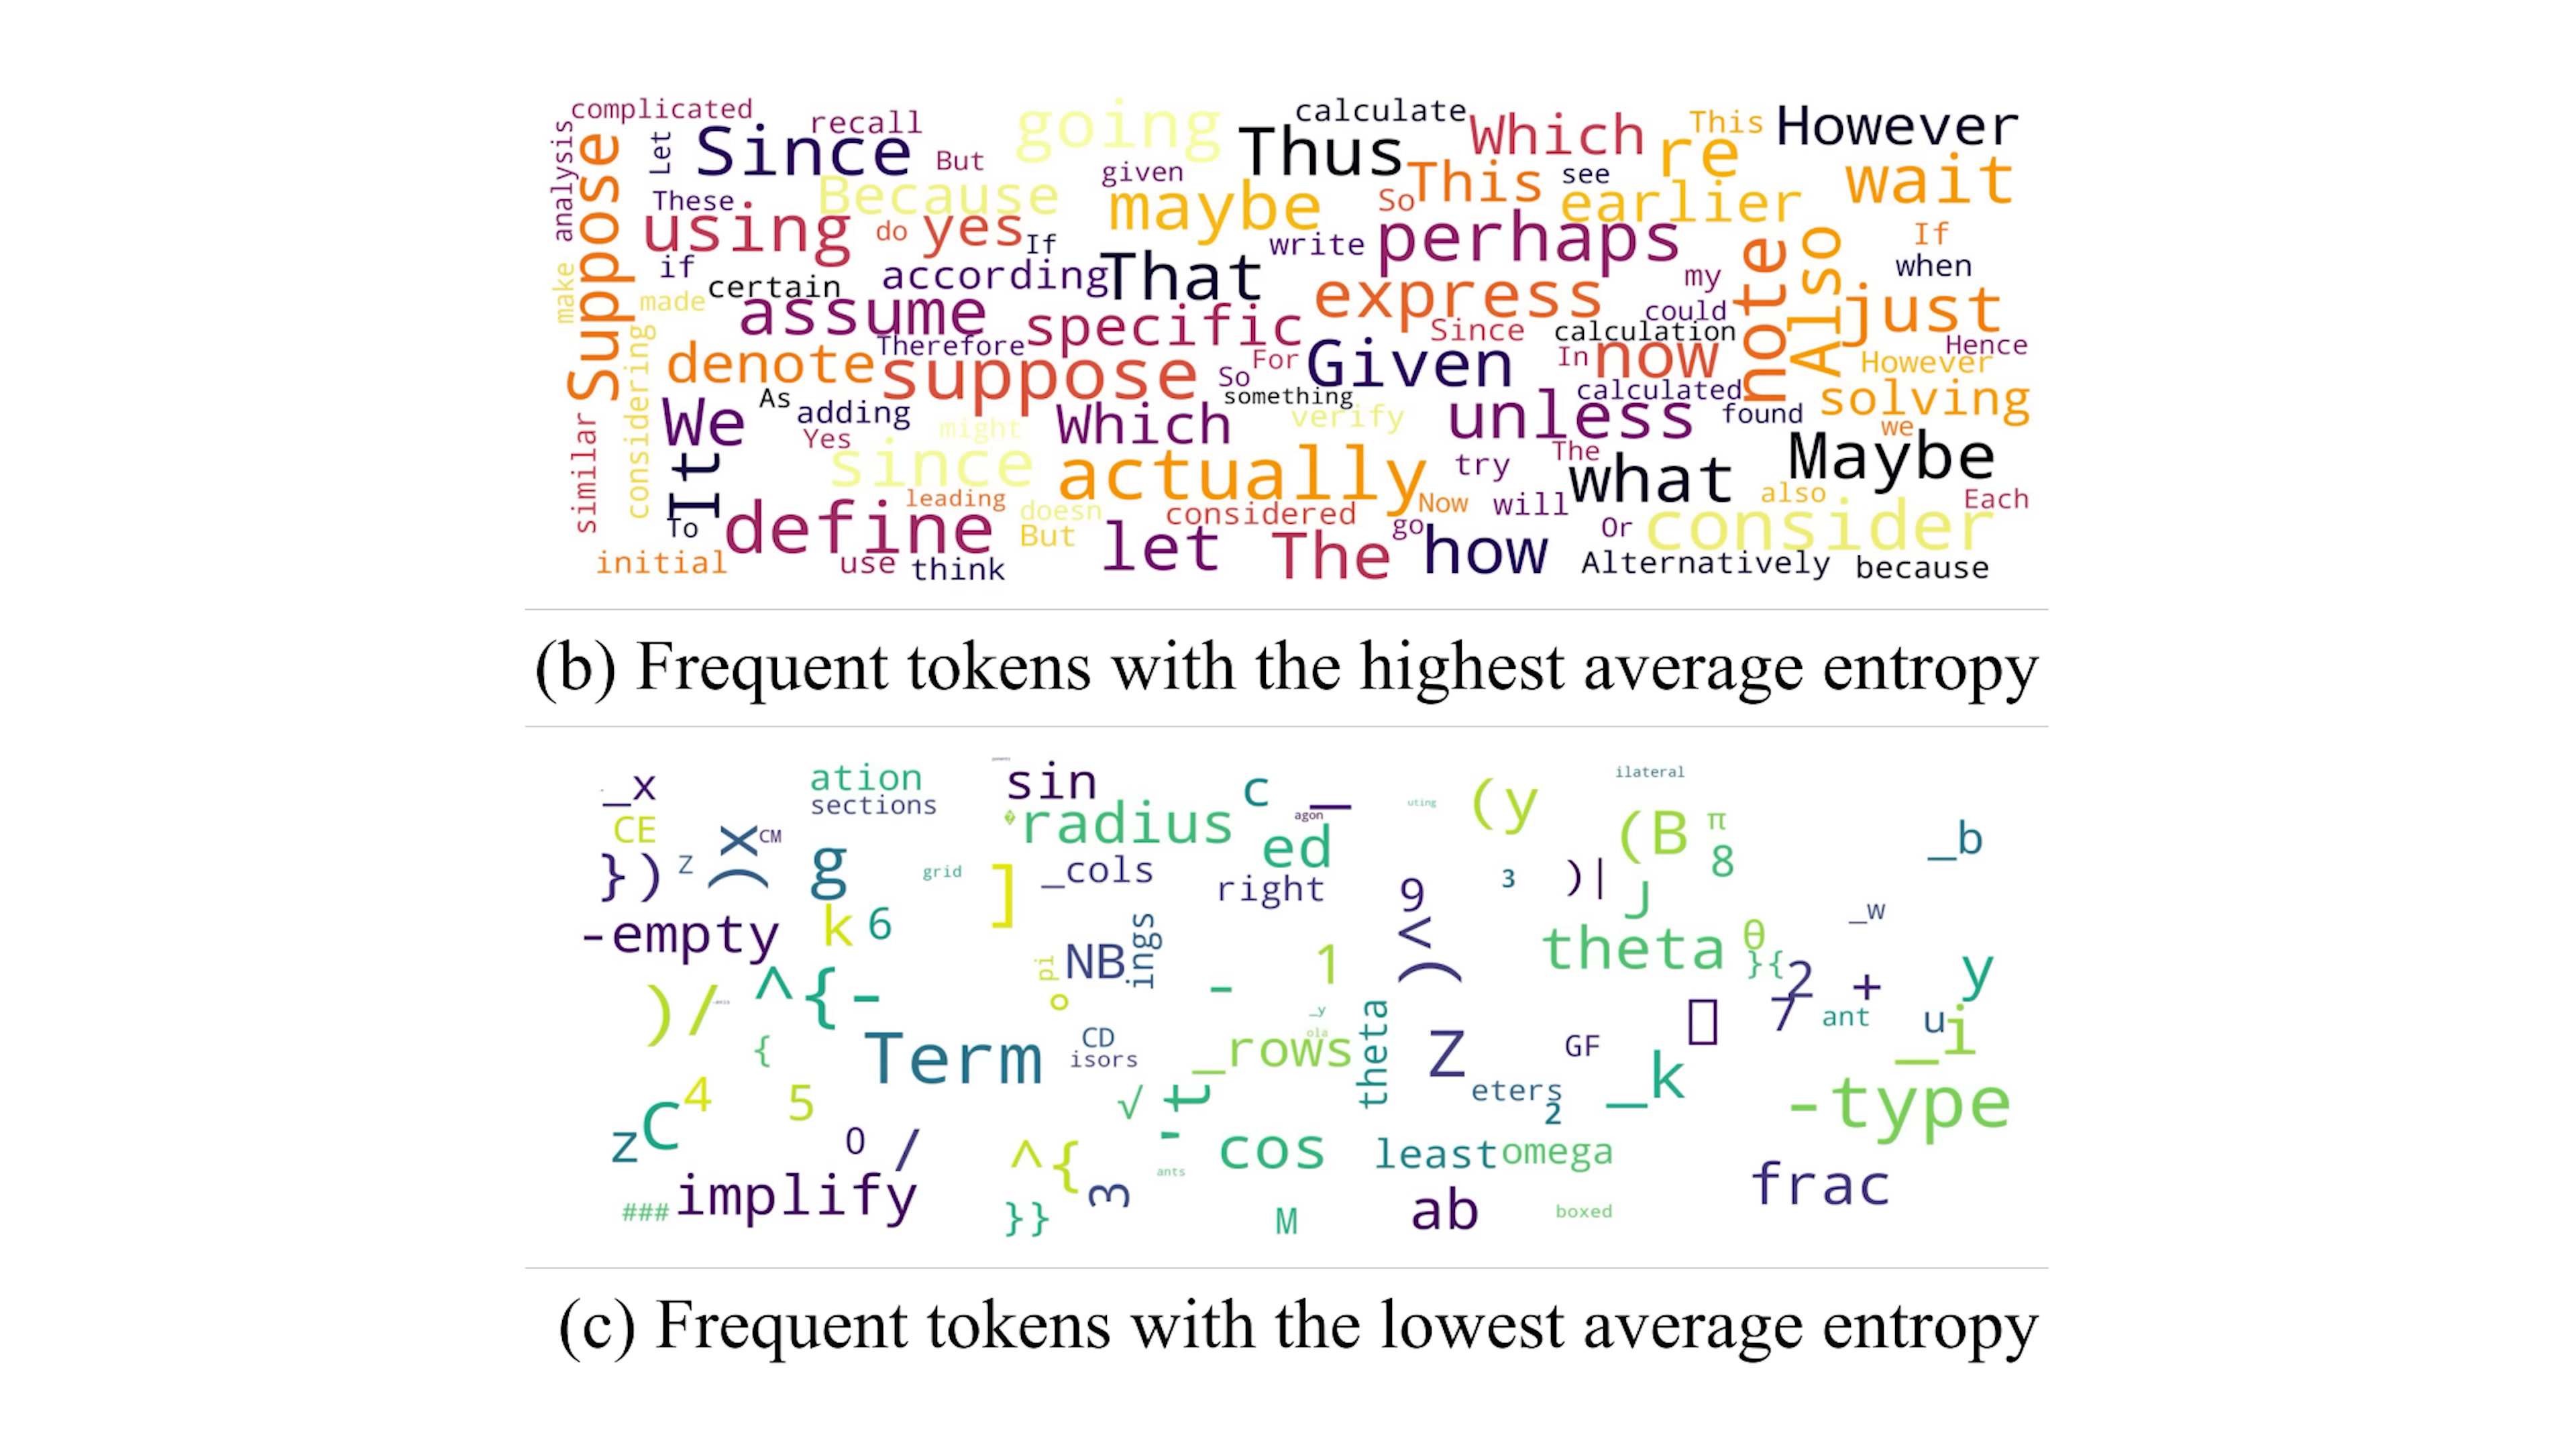 complicated
recall
going
calculate
Which
This
However
analysis
Suppose
Let
Since
But
Because
given
Thus
This
see
re
wait
These
using
do
yes
If
maybe
So
earlier
write
perhaps
If
if
certain
according
That
my
note
Also
when
make
made
assume
specific
express
could
just
Since
calculation
considering
denote
Therefore
suppose
For
So
Given
In
now
However
Hence
something
calculated
solving
similar
We
As
adding
Yes
might
Which
verify
unless
found
we
It
since
actually
try
The
what
Maybe
leading
doesn
considered
Now
will
also
Each
To
define
But
let
The
go
how
Or
consider
initial
use
think
Alternatively
because
(b) Frequent tokens with the highest average entropy
_x
ation
sections
sin
c
_
ilateral
uting
(y
CE
)X
CM
radius
agon
ed
(B
π
8
_b
})
Z
g
grid
]
_cols
right
9
3
)|
J
_w
-empty
k
6
pi
NB
ings
-
1
(<
theta
θ
}{
2
+
y
)/
^{-
°
_y
7
ant
u
_i
{
Term
CD
isors
ola
_rows
theta
Z
GF
eters
2
_k
-type
4
5
√
-t
z
C
0
/
^{
ants
cos
least
omega
frac
###
implify
}}
3
M
ab
boxed
(c) Frequent tokens with the lowest average entropy